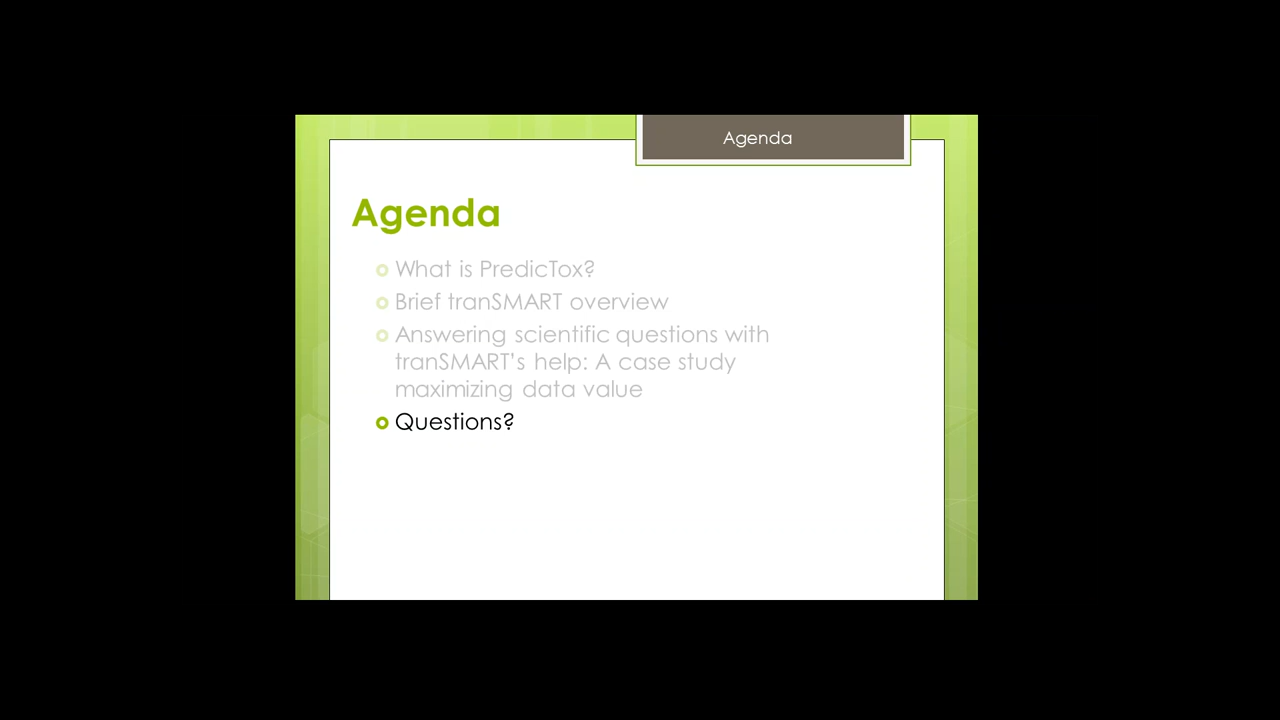 Agenda
Agenda
What is PredicTox?
Brief tranSMART overview
Answering scientific questions with
tranSMART’s help: A case study
maximizing data value
Questions?